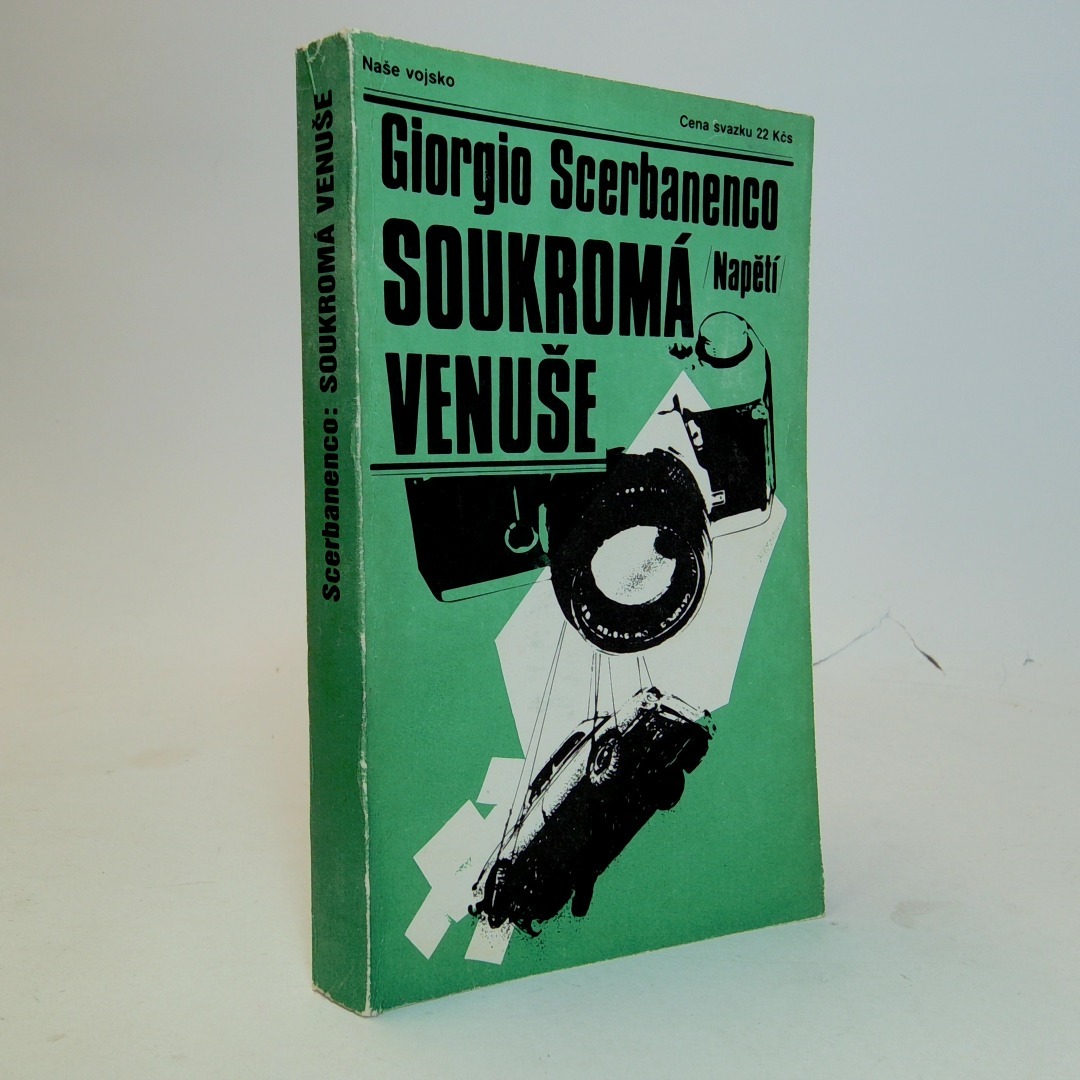 Naše vojsko
Cena svazku 22 Kčs
Giorgio Scerbanenco
SOUKROMÁ
/Napětí/
VENUŠE
Scerbanenco: SOUKROMÁ VENUŠE